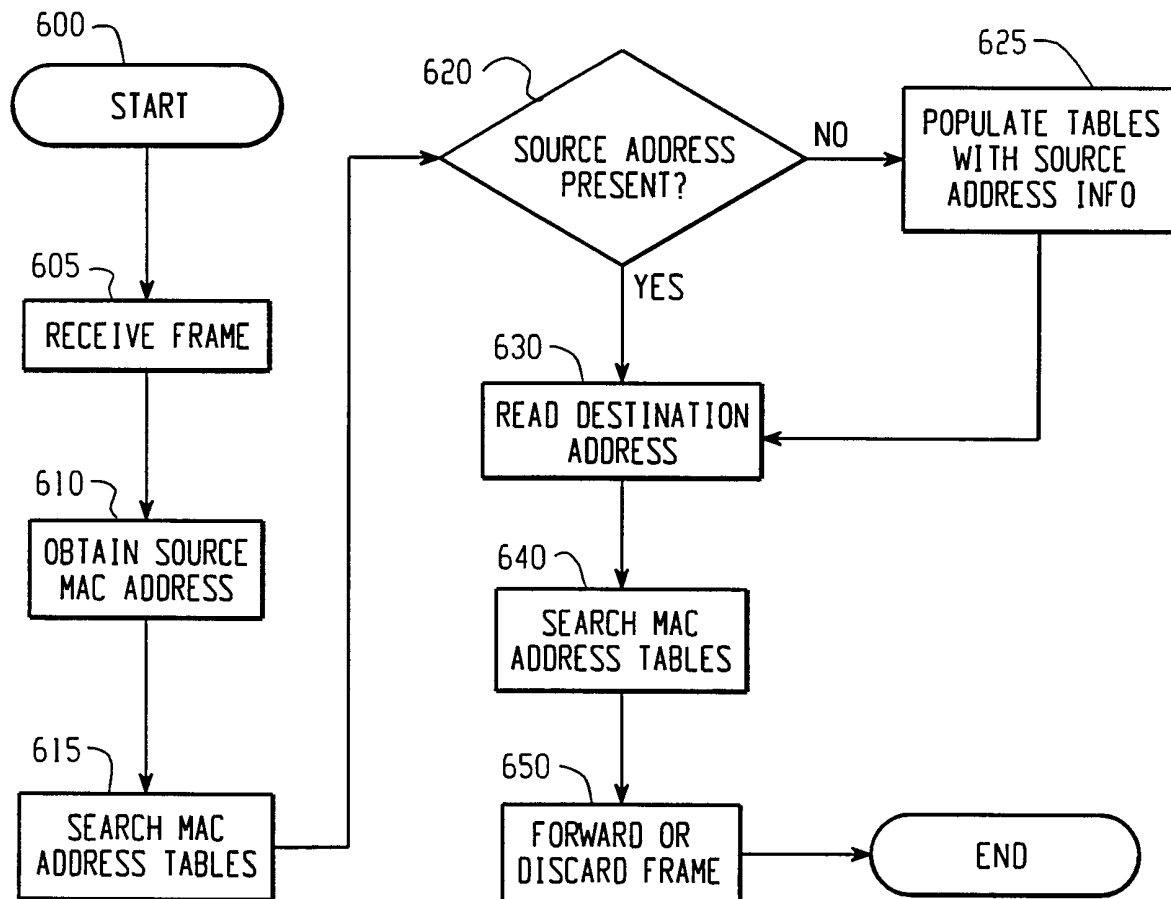 600
START
605
RECEIVE FRAME
610
OBTAIN SOURCE
MAC ADDRESS
615
SEARCH MAC
ADDRESS TABLES
620
SOURCE ADDRESS
PRESENT?
NO
YES
625
POPULATE TABLES
WITH SOURCE
ADDRESS INFO
630
READ DESTINATION
ADDRESS
640
SEARCH MAC
ADDRESS TABLES
650
FORWARD OR
DISCARD FRAME
END